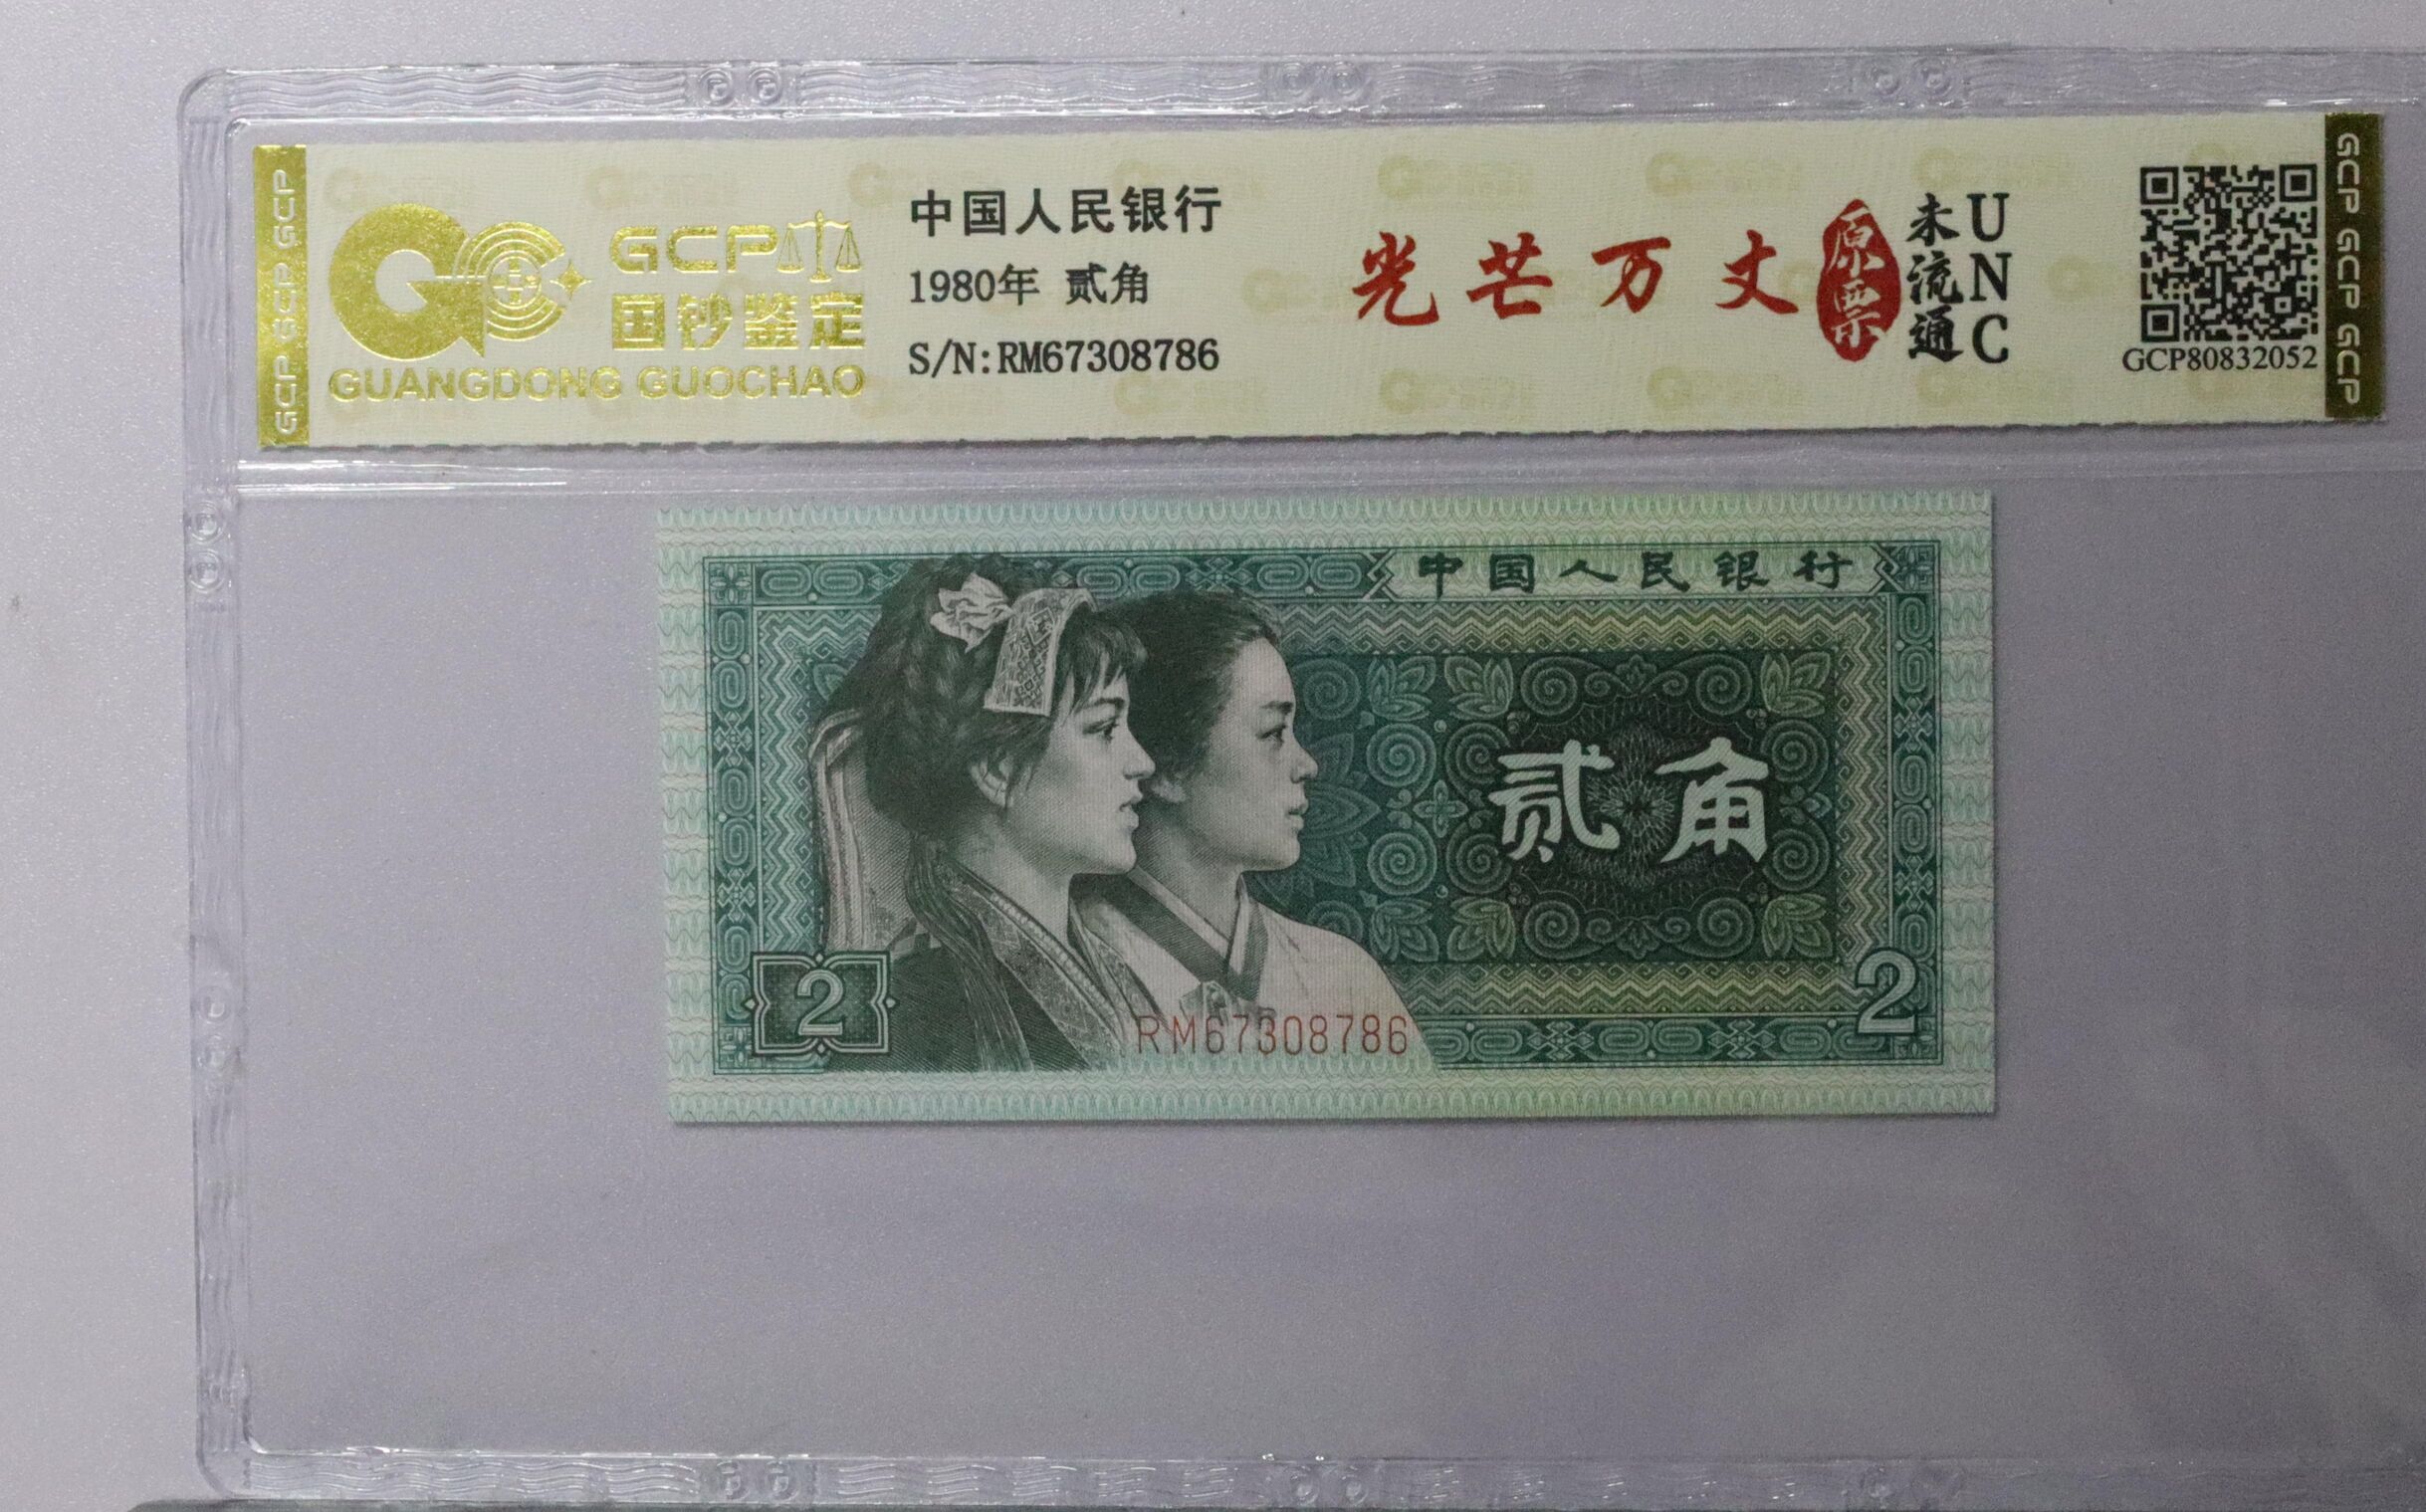 GCP GCP GCP
GCP
国钞鉴定
GUANGDONG GUOCHAO
中国人民银行
1980年 贰角
S/N:RM67308786
光芒万丈
原票
未流通
UNC
GCP80832052
GCP GCP GCP
中国人民银行
贰角
2
RM67308786
2